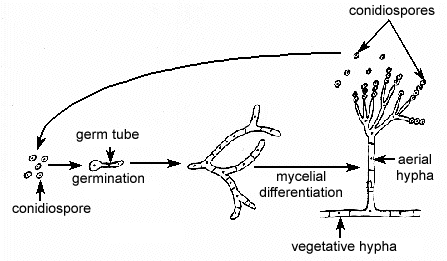 conidiospores
germ tube
germination
conidiospore
mycelial
differentiation
aerial
hypha
vegetative hypha